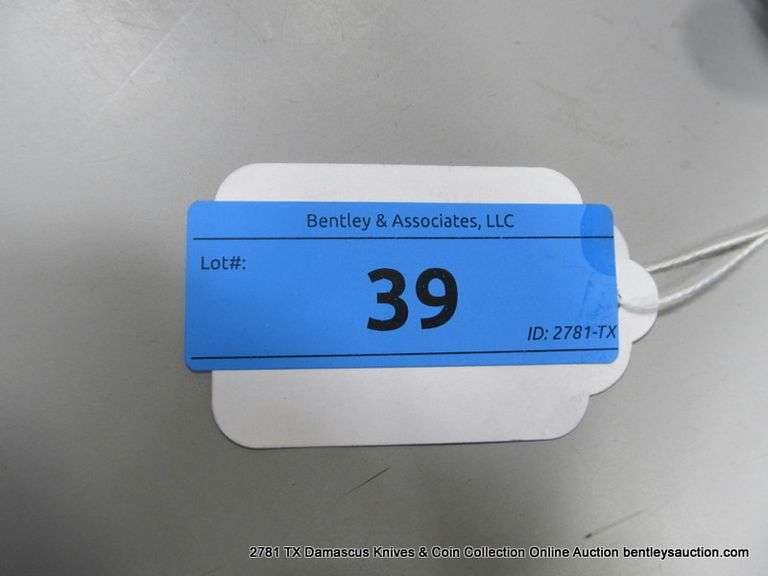 Bentley & Associates, LLC
Lot#:
39
ID: 2781-TX
2781 TX Damascus Knives & Coin Collection Online Auction bentleysauction.com